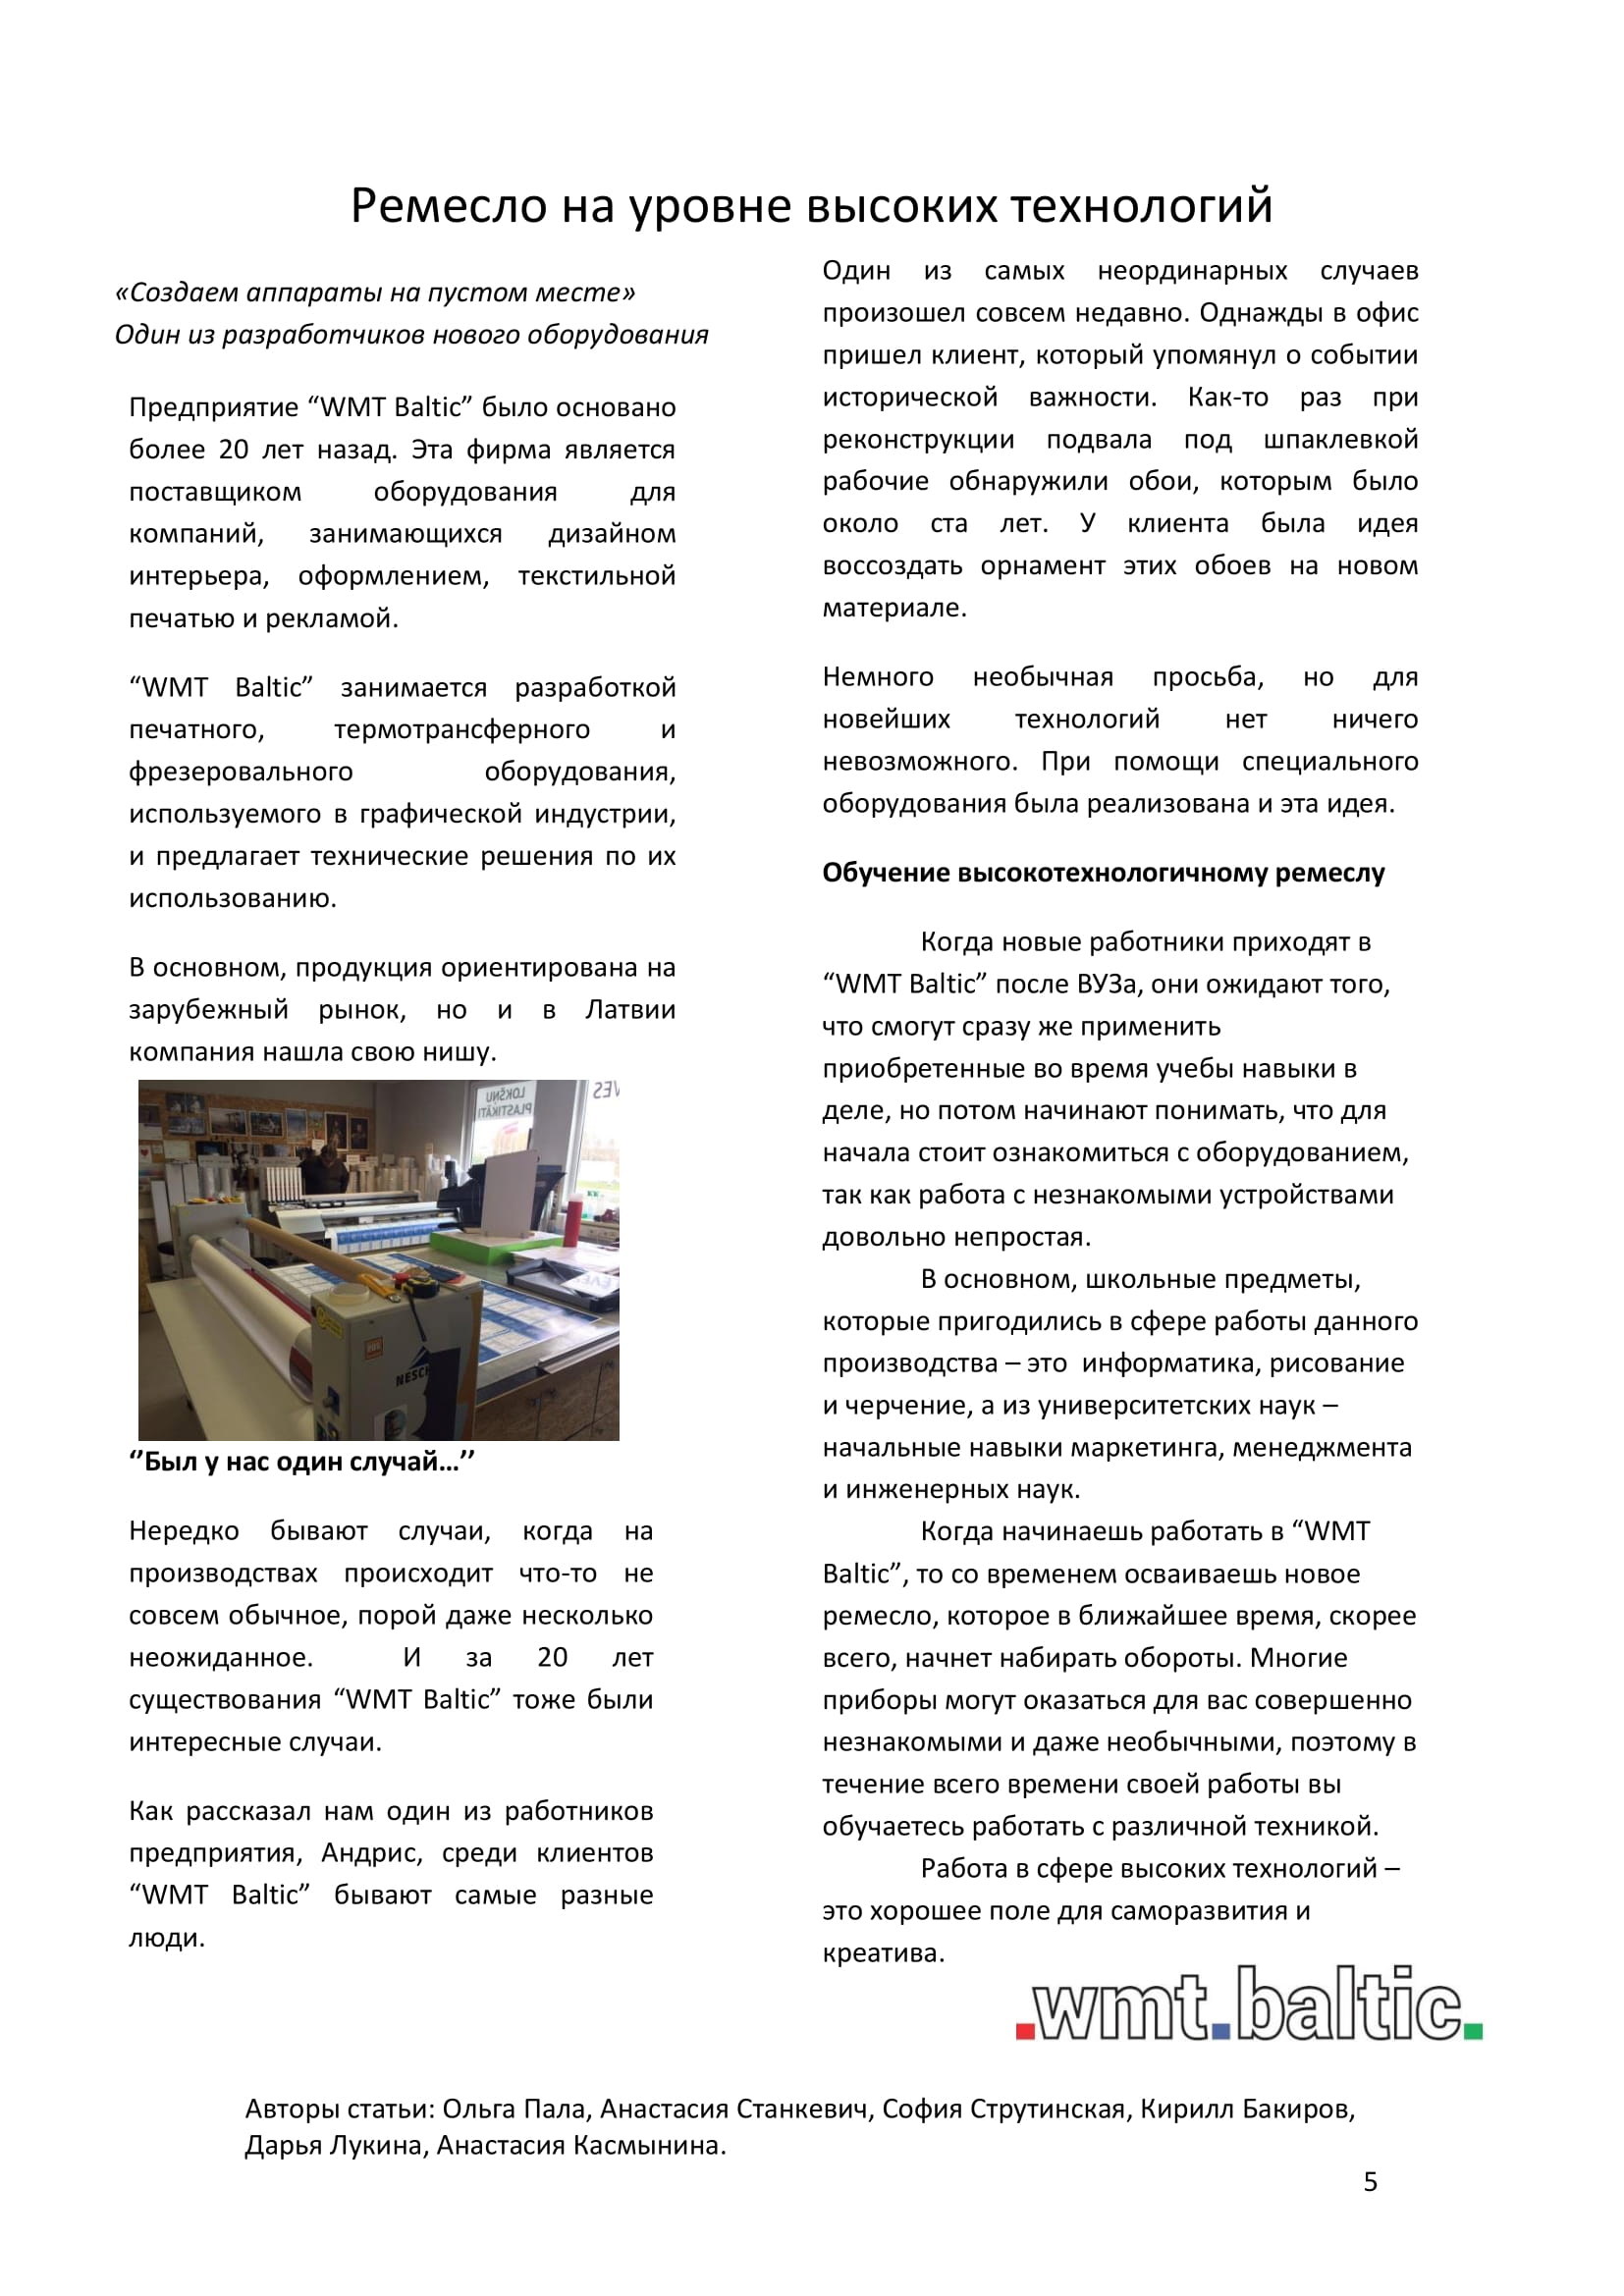 Ремесло на уровне высоких технологий
«Создаем аппараты на пустом месте»
Один из разработчиков нового оборудования
Предприятие “WMT Baltic” было основано
более 20 лет назад. Эта фирма является
поставщиком оборудования для
компаний, занимающихся дизайном
интерьера, оформлением, текстильной
печатью и рекламой.
“WMT Baltic” занимается разработкой
печатного, термотрансферного и
фрезеровального оборудования,
используемого в графической индустрии,
и предлагает технические решения по их
использованию.
В основном, продукция ориентирована на
зарубежный рынок, но и в Латвии
компания нашла свою нишу.
LOKŠŅU
PLASTIKĀTI
VES
NESCH
‘’Был у нас один случай…’’
Нередко бывают случаи, когда на
производствах происходит что-то не
совсем обычное, порой даже несколько
неожиданное. И за 20 лет
существования “WMT Baltic” тоже были
интересные случаи.
Как рассказал нам один из работников
предприятия, Андрис, среди клиентов
“WMT Baltic” бывают самые разные
люди.
Один из самых неординарных случаев
произошел совсем недавно. Однажды в офис
пришел клиент, который упомянул о событии
исторической важности. Как-то раз при
реконструкции подвала под шпаклевкой
рабочие обнаружили обои, которым было
около ста лет. У клиента была идея
воссоздать орнамент этих обоев на новом
материале.
Немного необычная просьба, но для
новейших технологий нет ничего
невозможного. При помощи специального
оборудования была реализована и эта идея.
Обучение высокотехнологичному ремеслу
Когда новые работники приходят в
“WMT Baltic” после ВУЗа, они ожидают того,
что смогут сразу же применить
приобретенные во время учебы навыки в
деле, но потом начинают понимать, что для
начала стоит ознакомиться с оборудованием,
так как работа с незнакомыми устройствами
довольно непростая.
В основном, школьные предметы,
которые пригодились в сфере работы данного
производства – это  информатика, рисование
и черчение, а из университетских наук –
начальные навыки маркетинга, менеджмента
и инженерных наук.
Когда начинаешь работать в “WMT
Baltic”, то со временем осваиваешь новое
ремесло, которое в ближайшее время, скорее
всего, начнет набирать обороты. Многие
приборы могут оказаться для вас совершенно
незнакомыми и даже необычными, поэтому в
течение всего времени своей работы вы
обучаетесь работать с различной техникой.
Работа в сфере высоких технологий –
это хорошее поле для саморазвития и
креатива.
.wmt.baltic.
Авторы статьи: Ольга Пала, Анастасия Станкевич, София Струтинская, Кирилл Бакиров,
Дарья Лукина, Анастасия Касмынина.
5